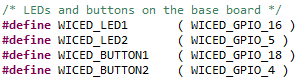 /* LEDs and buttons on the base board */
#define WICED_LED1 ( WICED_GPIO_16 )
#define WICED_LED2 ( WICED_GPIO_5 )
#define WICED_BUTTON1 ( WICED_GPIO_18 )
#define WICED_BUTTON2 ( WICED_GPIO_4 )